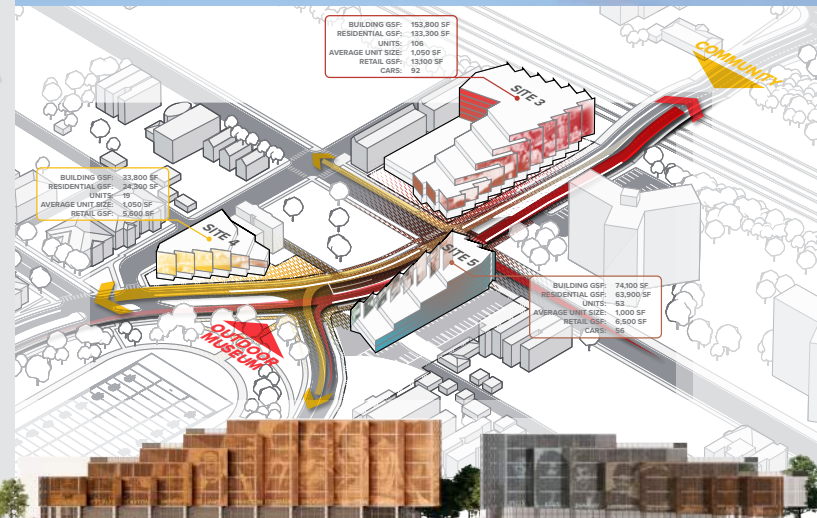 BUILDING GSF: 153,800 SF
RESIDENTIAL GSF: 133,300 SF
UNITS: 106
AVERAGE UNIT SIZE: 1,050 SF
RETAIL GSF: 13,100 SF
CARS: 92
COMMUNITY
SITE 3
BUILDING GSF: 33,800 SF
RESIDENTIAL GSF: 24,300 SF
UNITS: 19
AVERAGE UNIT SIZE: 1,050 SF
RETAIL GSF: 5,600 SF
SITE 4
SITE 5
BUILDING GSF: 74,100 SF
RESIDENTIAL GSF: 63,900 SF
UNITS: 53
AVERAGE UNIT SIZE: 1,000 SF
RETAIL GSF: 6,500 SF
CARS: 56
OUTDOOR
MUSEUM